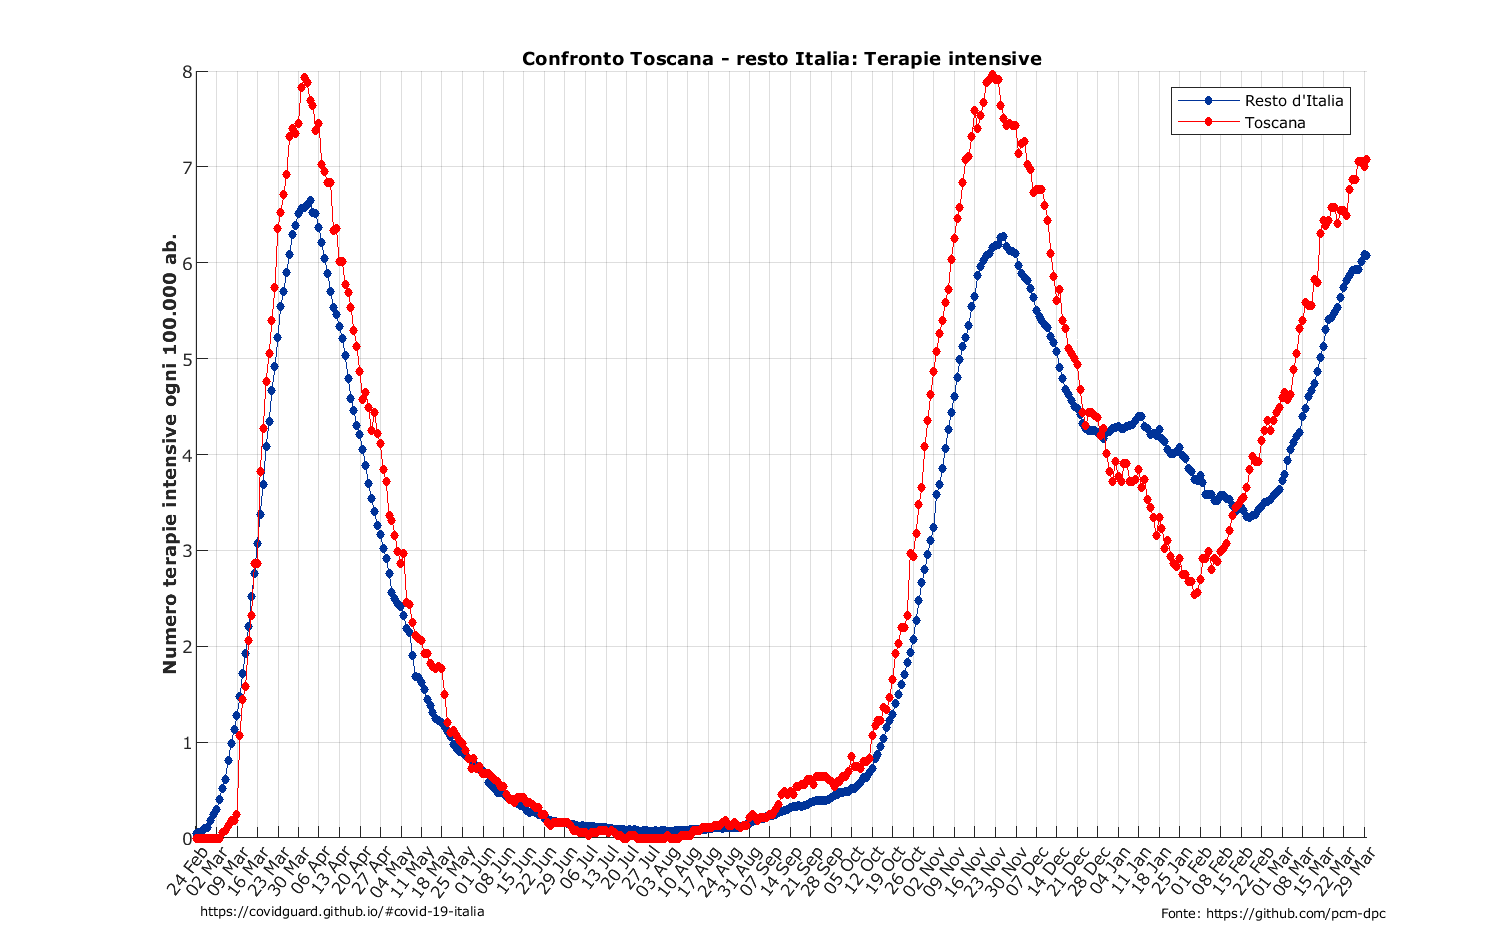 Confronto Toscana - resto Italia: Terapie intensive
Resto d'Italia
Toscana
Numero terapie intensive ogni 100.000 ab.
8
7
6
5
4
3
2
1
0
24 Feb
02 Mar
09 Mar
16 Mar
23 Mar
30 Mar
06 Apr
13 Apr
20 Apr
27 Apr
04 May
11 May
18 May
25 May
01 Jun
08 Jun
15 Jun
22 Jun
29 Jun
06 Jul
13 Jul
20 Jul
27 Jul
03 Aug
10 Aug
17 Aug
24 Aug
31 Aug
07 Sep
14 Sep
21 Sep
28 Sep
05 Oct
12 Oct
19 Oct
26 Oct
02 Nov
09 Nov
16 Nov
23 Nov
30 Nov
07 Dec
14 Dec
21 Dec
28 Dec
04 Jan
11 Jan
18 Jan
25 Jan
01 Feb
08 Feb
15 Feb
22 Feb
01 Mar
08 Mar
15 Mar
22 Mar
29 Mar
https://covidguard.github.io/#covid-19-italia
Fonte: https://github.com/pcm-dpc